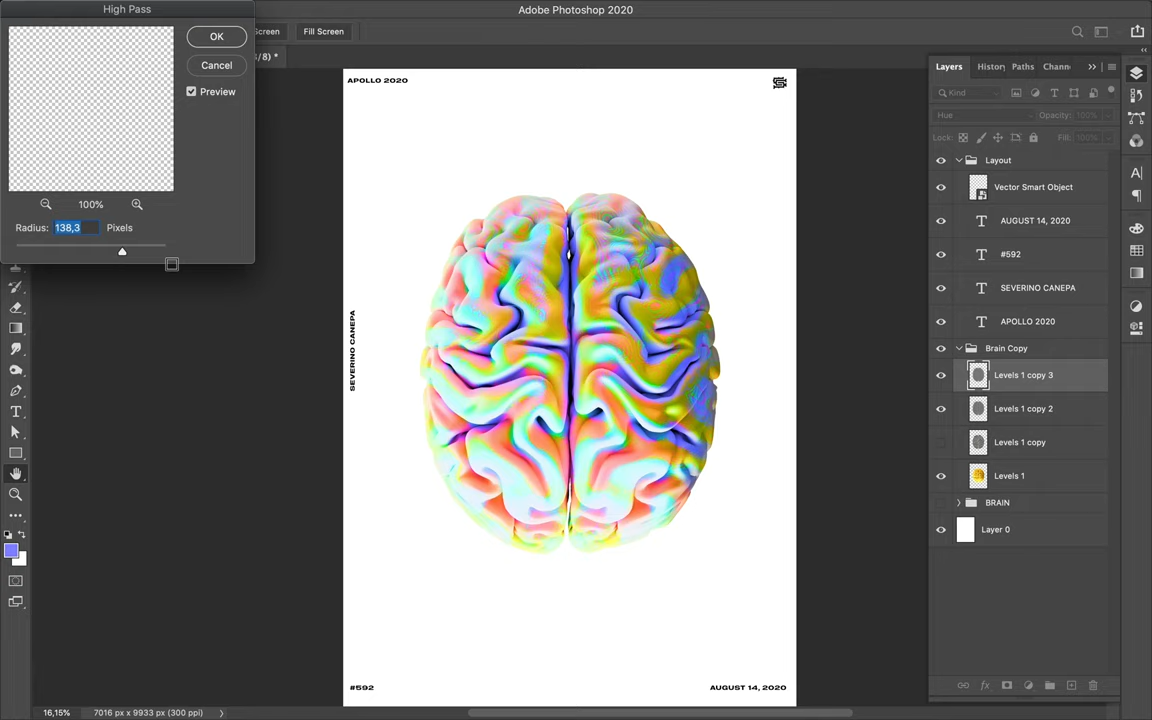 High Pass
Adobe Photoshop 2020
OK
Cancel
Preview
100%
Radius: 138,3 Pixels
Screen
Fill Screen
/8) *
Layers
History
Paths
Chann
Kind
Hue
Opacity: 100%
Lock:
Fill: 100%
Layout
Vector Smart Object
AUGUST 14, 2020
#592
SEVERINO CANEPA
APOLLO 2020
Brain Copy
Levels 1 copy 3
Levels 1 copy 2
Levels 1 copy
Levels 1
BRAIN
Layer 0
APOLLO 2020
SEVERINO CANEPA
#592
AUGUST 14, 2020
16,15%
7016 px x 9933 px (300 ppi)